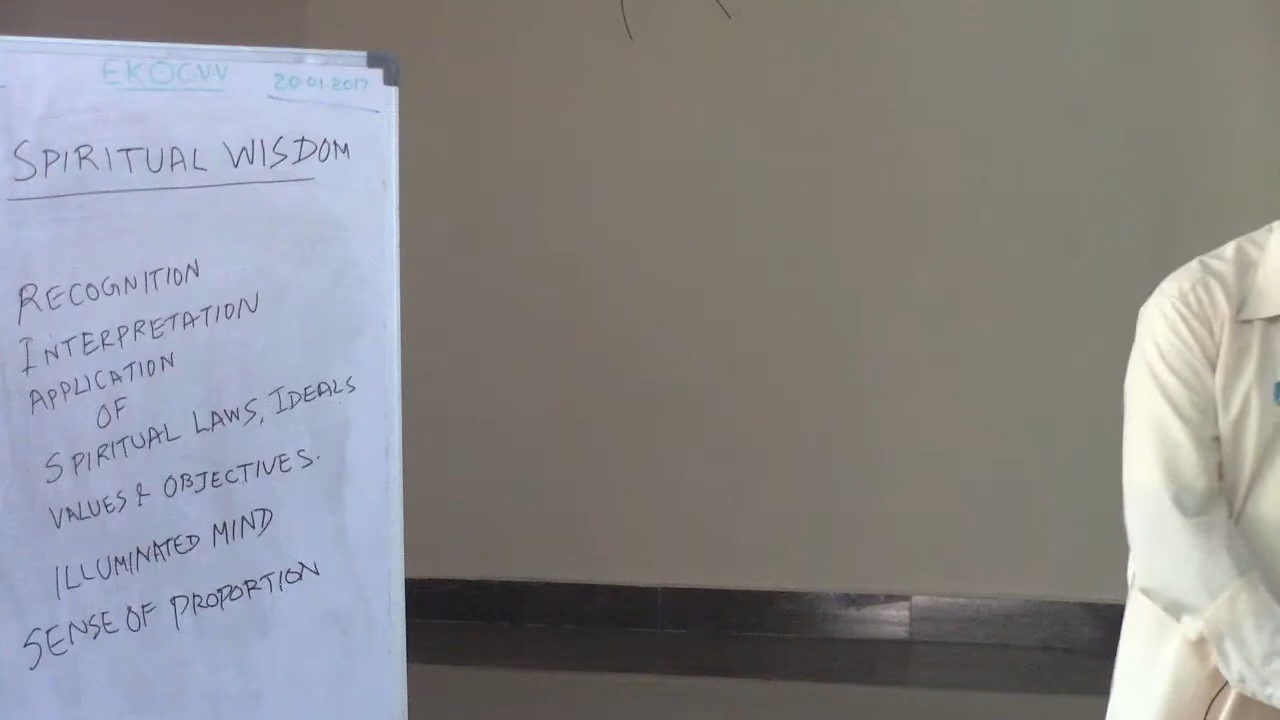 EKOCVV 20.01.2017
SPIRITUAL WISDOM
RECOGNITION
INTERPRETATION
APPLICATION
OF
SPIRITUAL LAWS, IDEALS
VALUES & OBJECTIVES.
ILLUMINATED MIND
SENSE OF PROPORTION